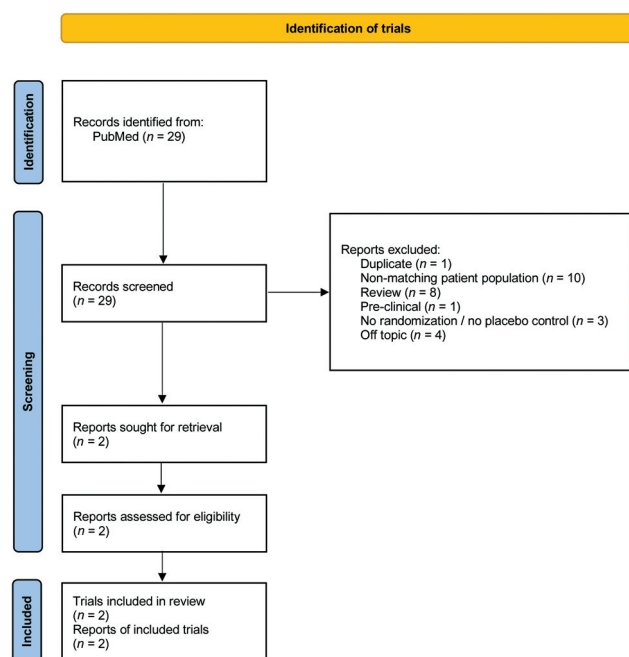 Identification of trials
Identification
Records identified from:
PubMed (n = 29)
Screening
Records screened
(n = 29)
Reports excluded:
Duplicate (n = 1)
Non-matching patient population (n = 10)
Review (n = 8)
Pre-clinical (n = 1)
No randomization / no placebo control (n = 3)
Off topic (n = 4)
Reports sought for retrieval
(n = 2)
Reports assessed for eligibility
(n = 2)
Included
Trials included in review
(n = 2)
Reports of included trials
(n = 2)